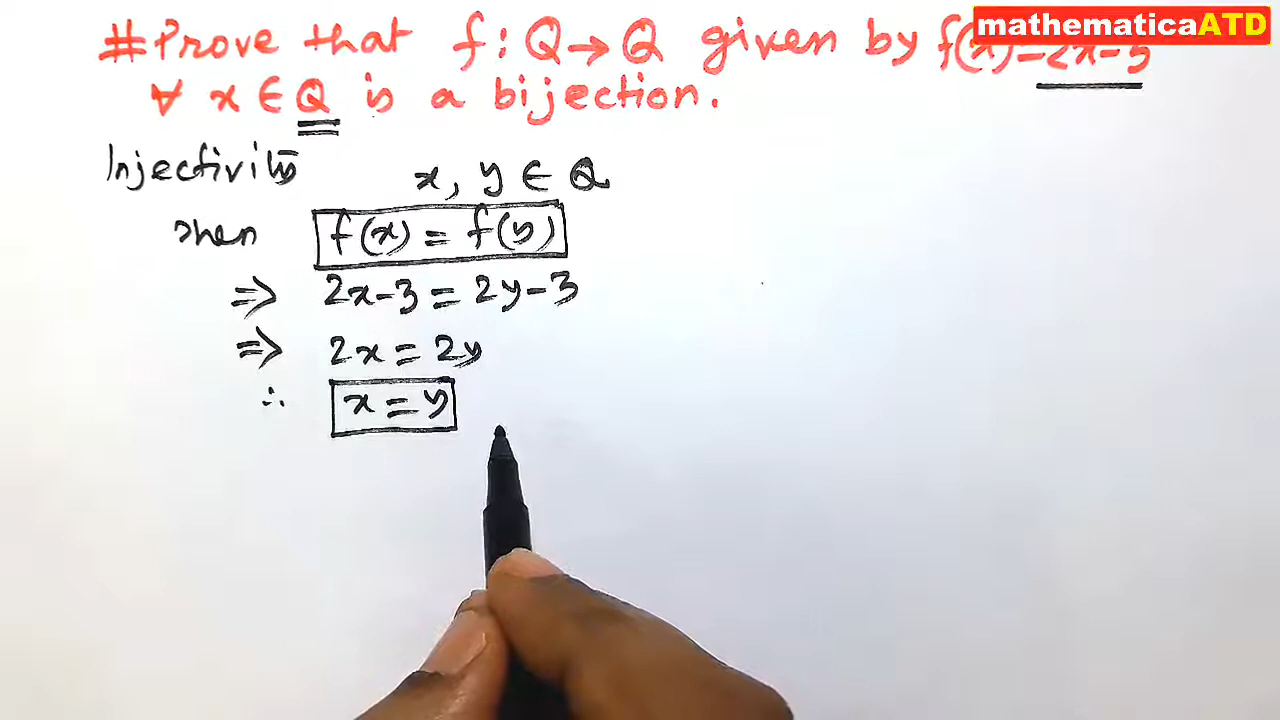 mathematicaATD
#Prove that f: Q→Q given by f(x)=2x-3
∀ x ∈ Q is a bijection.
Injectivity
x, y ∈ Q
Then f(x) = f(y)
⇒ 2x-3 = 2y-3
⇒ 2x = 2y
∴ x = y